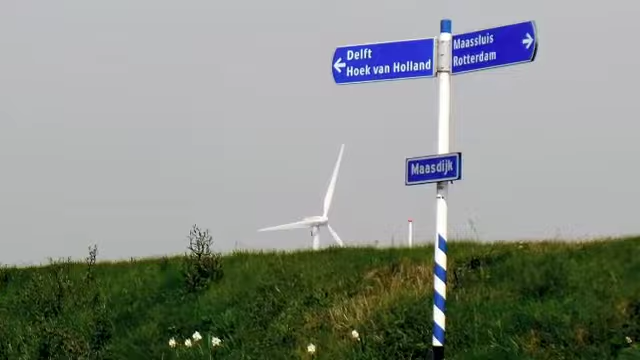 Delft
Hoek van Holland
Maassluis
Rotterdam
Maasdijk